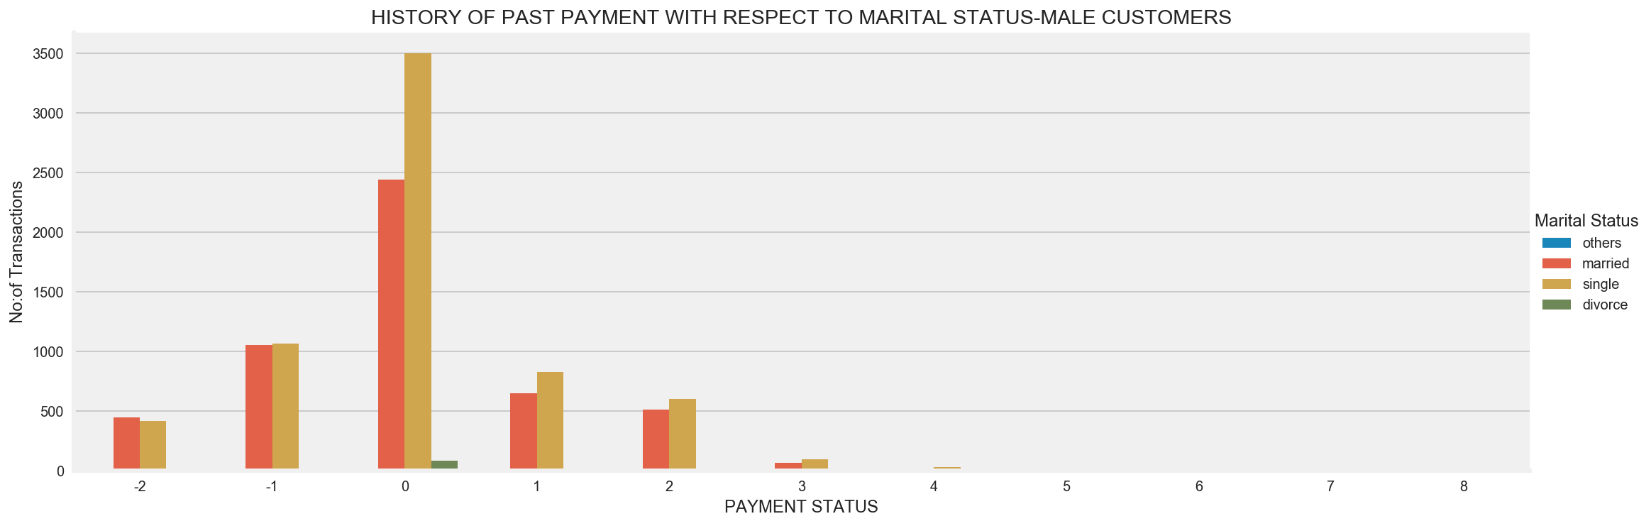 HISTORY OF PAST PAYMENT WITH RESPECT TO MARITAL STATUS-MALE CUSTOMERS
3500
3000
2500
2000
1500
1000
500
0
No:of Transactions
-2 -1 0 1 2 3 4 5 6 7 8
PAYMENT STATUS
Marital Status
others
married
single
divorce